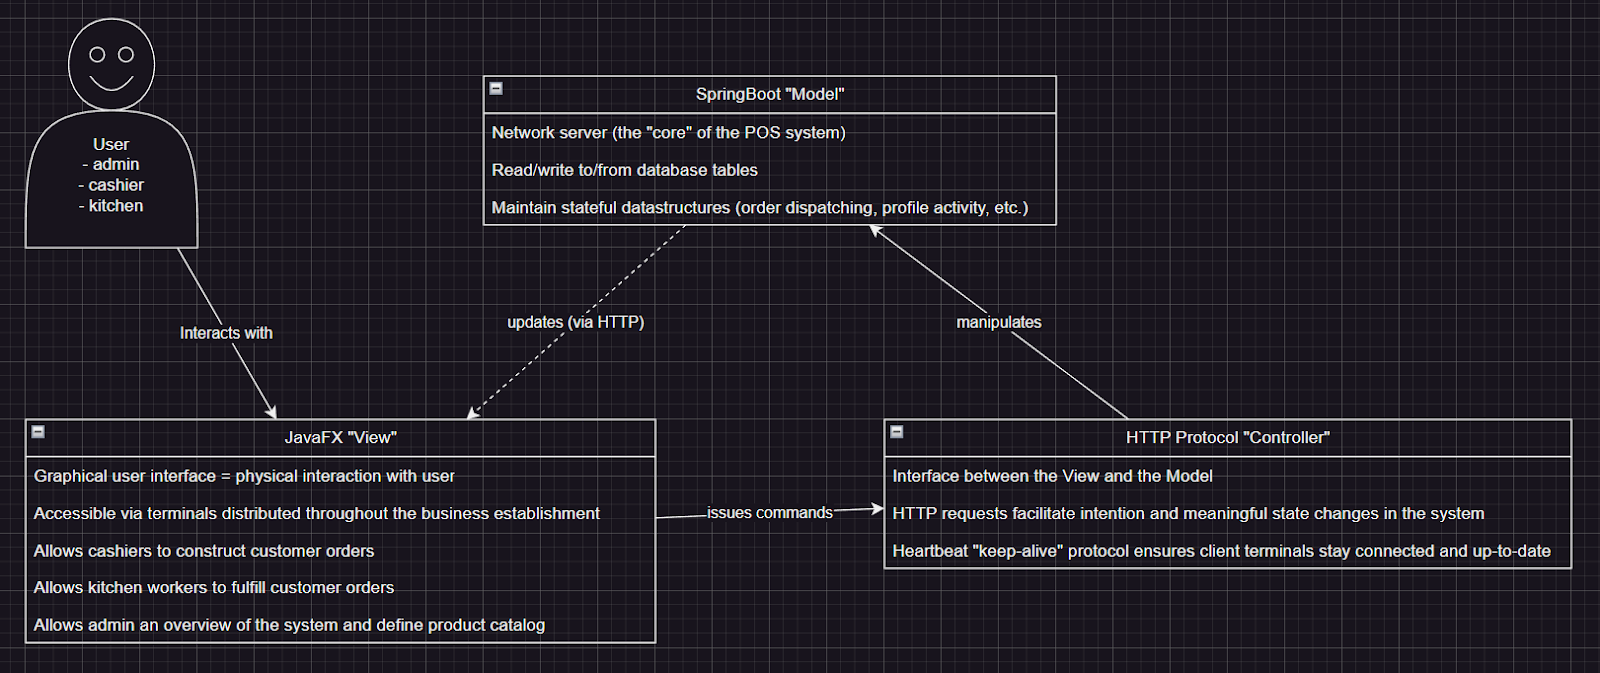 User
- admin
- cashier
- kitchen
SpringBoot "Model"
Network server (the "core" of the POS system)
Read/write to/from database tables
Maintain stateful datastructures (order dispatching, profile activity, etc.)
Interacts with
updates (via HTTP)
manipulates
JavaFX "View"
Graphical user interface = physical interaction with user
Accessible via terminals distributed throughout the business establishment
Allows cashiers to construct customer orders
Allows kitchen workers to fulfill customer orders
Allows admin an overview of the system and define product catalog
issues commands
HTTP Protocol "Controller"
Interface between the View and the Model
HTTP requests facilitate intention and meaningful state changes in the system
Heartbeat "keep-alive" protocol ensures client terminals stay connected and up-to-date